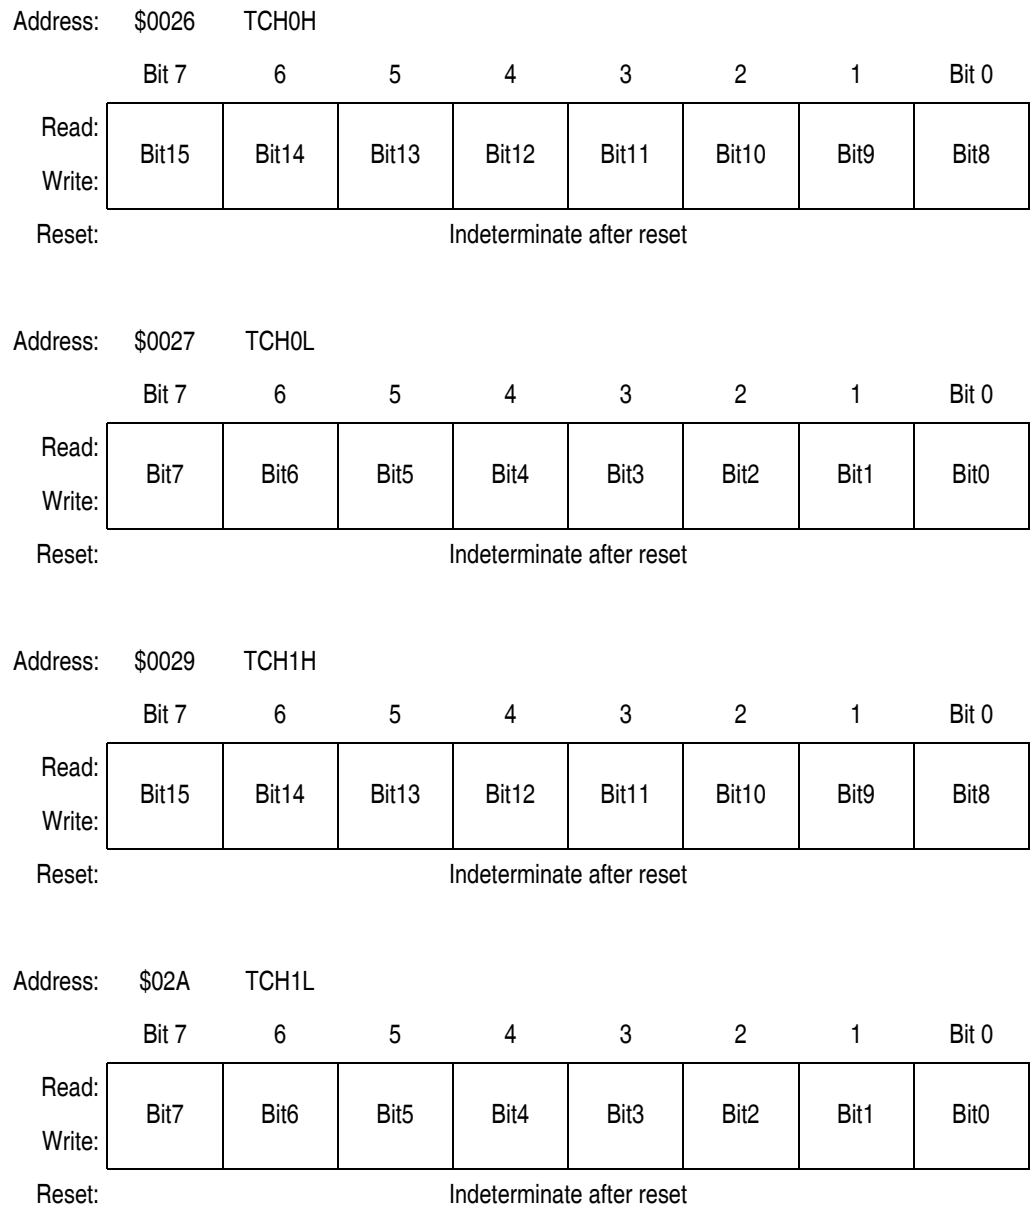 Address: $0026 TCH0H
Bit 7 6 5 4 3 2 1 Bit 0
Read:
Bit15 Bit14 Bit13 Bit12 Bit11 Bit10 Bit9 Bit8
Write:
Reset: Indeterminate after reset
Address: $0027 TCH0L
Bit 7 6 5 4 3 2 1 Bit 0
Read:
Bit7 Bit6 Bit5 Bit4 Bit3 Bit2 Bit1 Bit0
Write:
Reset: Indeterminate after reset
Address: $0029 TCH1H
Bit 7 6 5 4 3 2 1 Bit 0
Read:
Bit15 Bit14 Bit13 Bit12 Bit11 Bit10 Bit9 Bit8
Write:
Reset: Indeterminate after reset
Address: $02A TCH1L
Bit 7 6 5 4 3 2 1 Bit 0
Read:
Bit7 Bit6 Bit5 Bit4 Bit3 Bit2 Bit1 Bit0
Write:
Reset: Indeterminate after reset